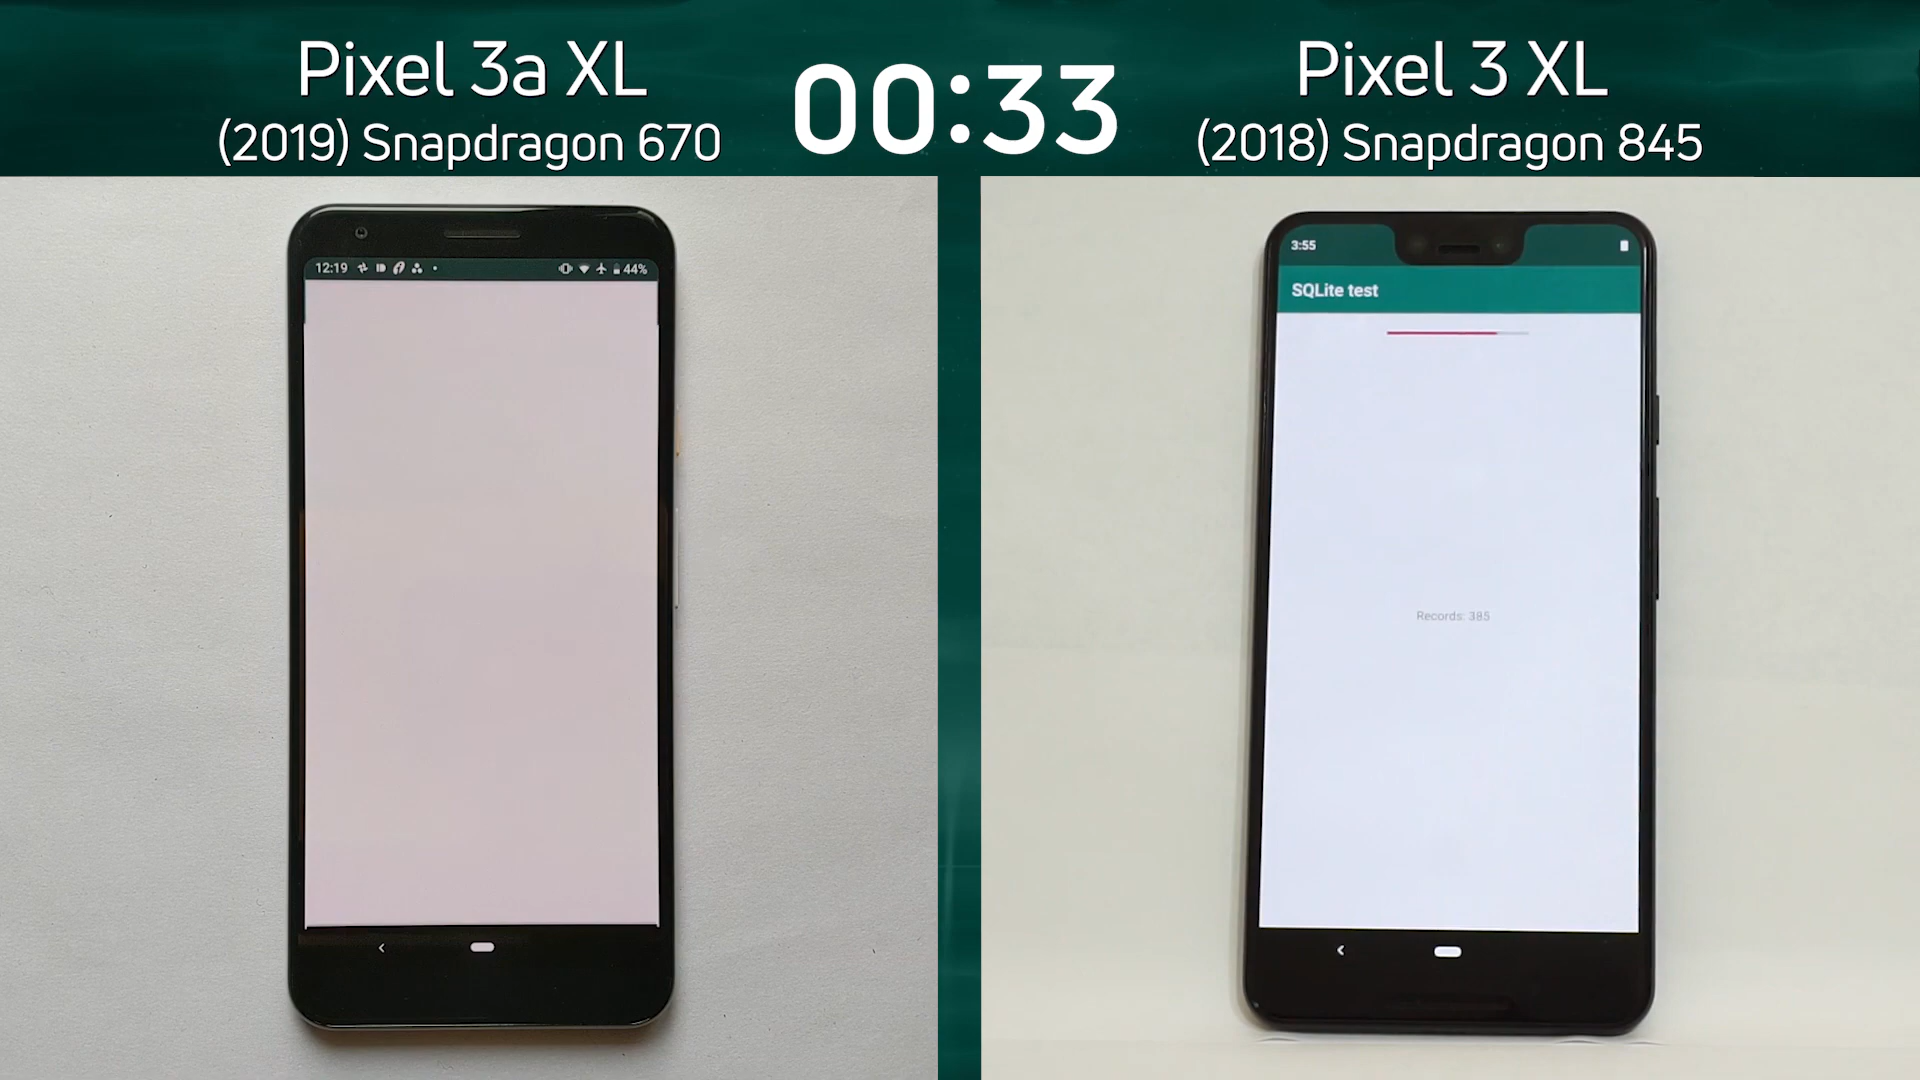 Pixel 3a XL
(2019) Snapdragon 670
00:33
Pixel 3 XL
(2018) Snapdragon 845
12:19
44%
3:55
SQLite test
Records: 385